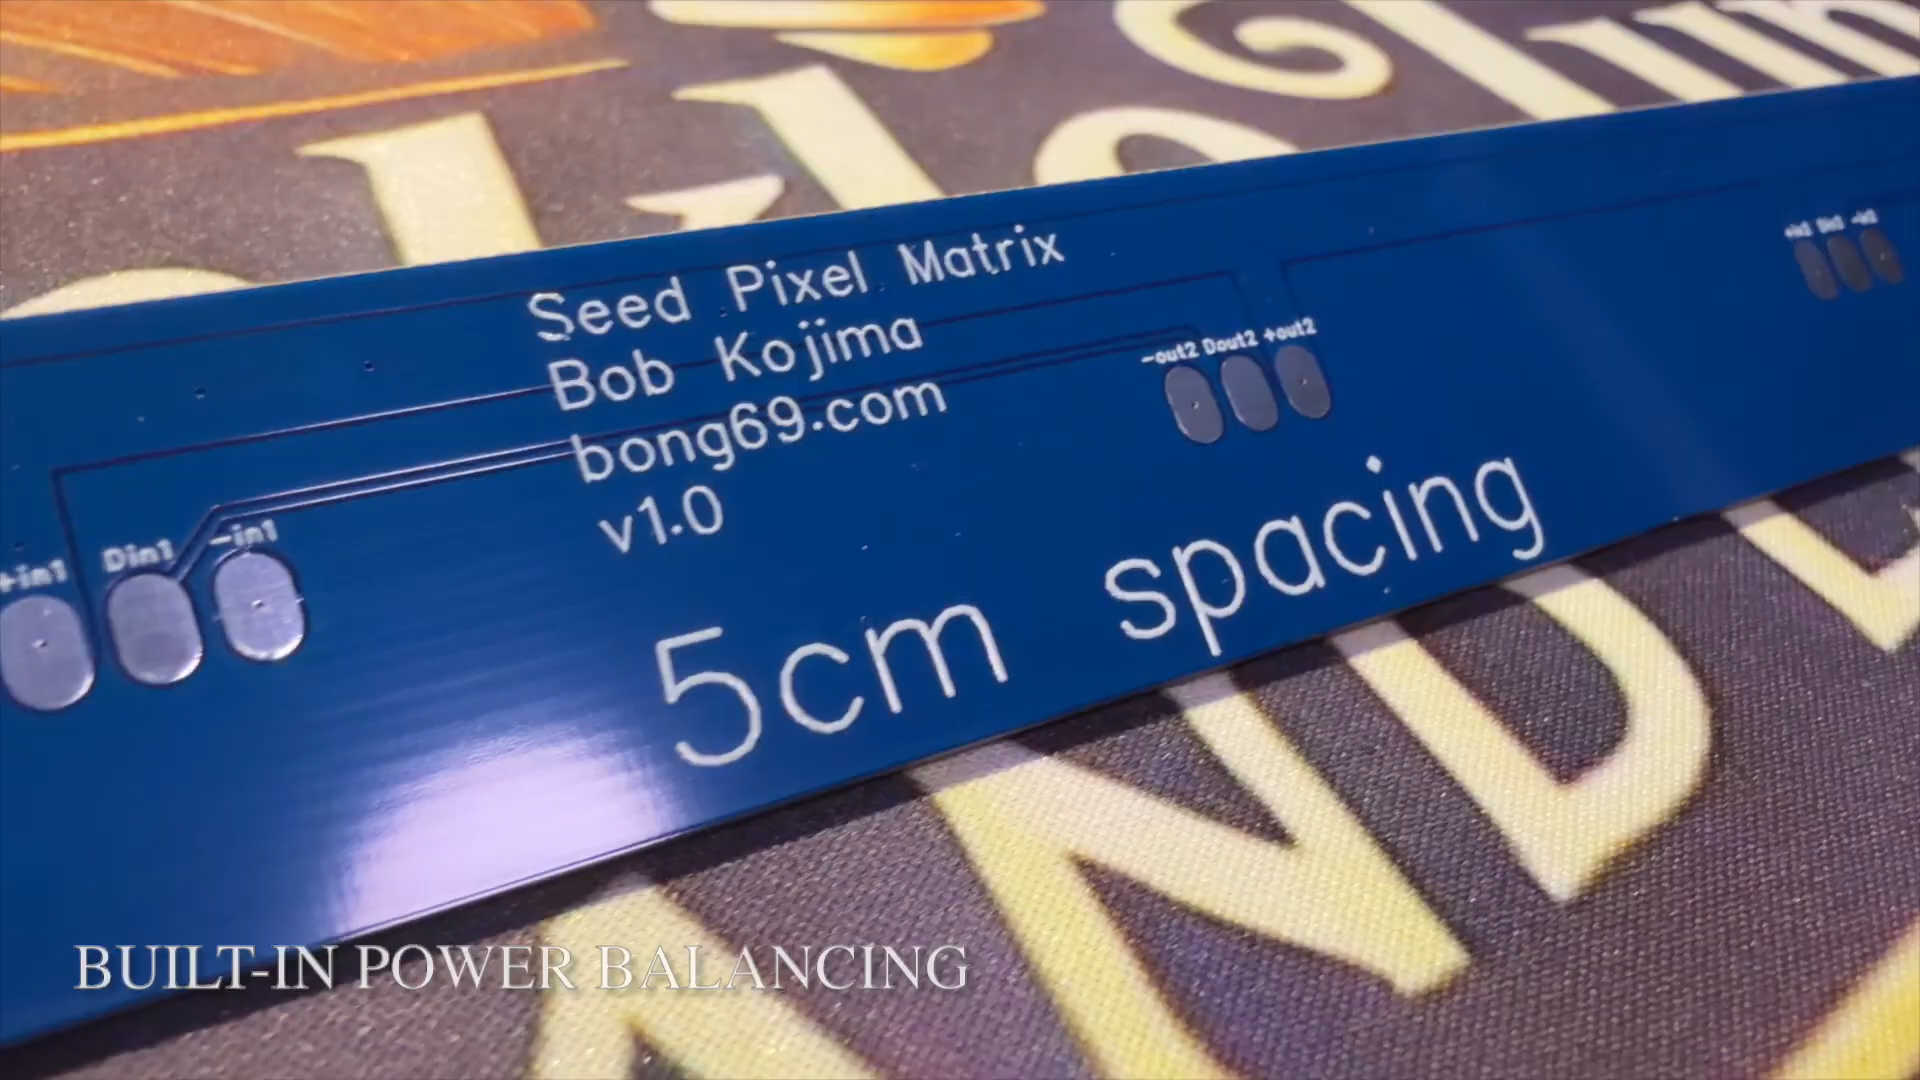 Seed Pixel Matrix
Bob Kojima
bong69.com
v1.0
5cm spacing
+in1 Din1 -in1
-out2 Dout2 +out2
BUILT-IN POWER BALANCING